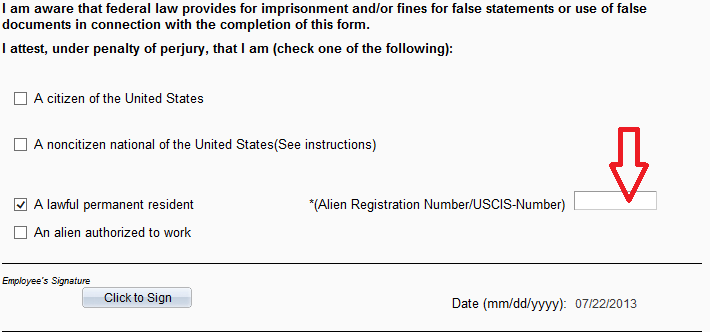 I am aware that federal law provides for imprisonment and/or fines for false statements or use of false
documents in connection with the completion of this form.
I attest, under penalty of perjury, that I am (check one of the following):
A citizen of the United States
A noncitizen national of the United States(See instructions)
A lawful permanent resident *(Alien Registration Number/USCIS-Number)
An alien authorized to work
Employee's Signature
Click to Sign
Date (mm/dd/yyyy): 07/22/2013